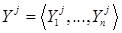 Y^j = ⟨Y_1^j, ..., Y_n^j⟩